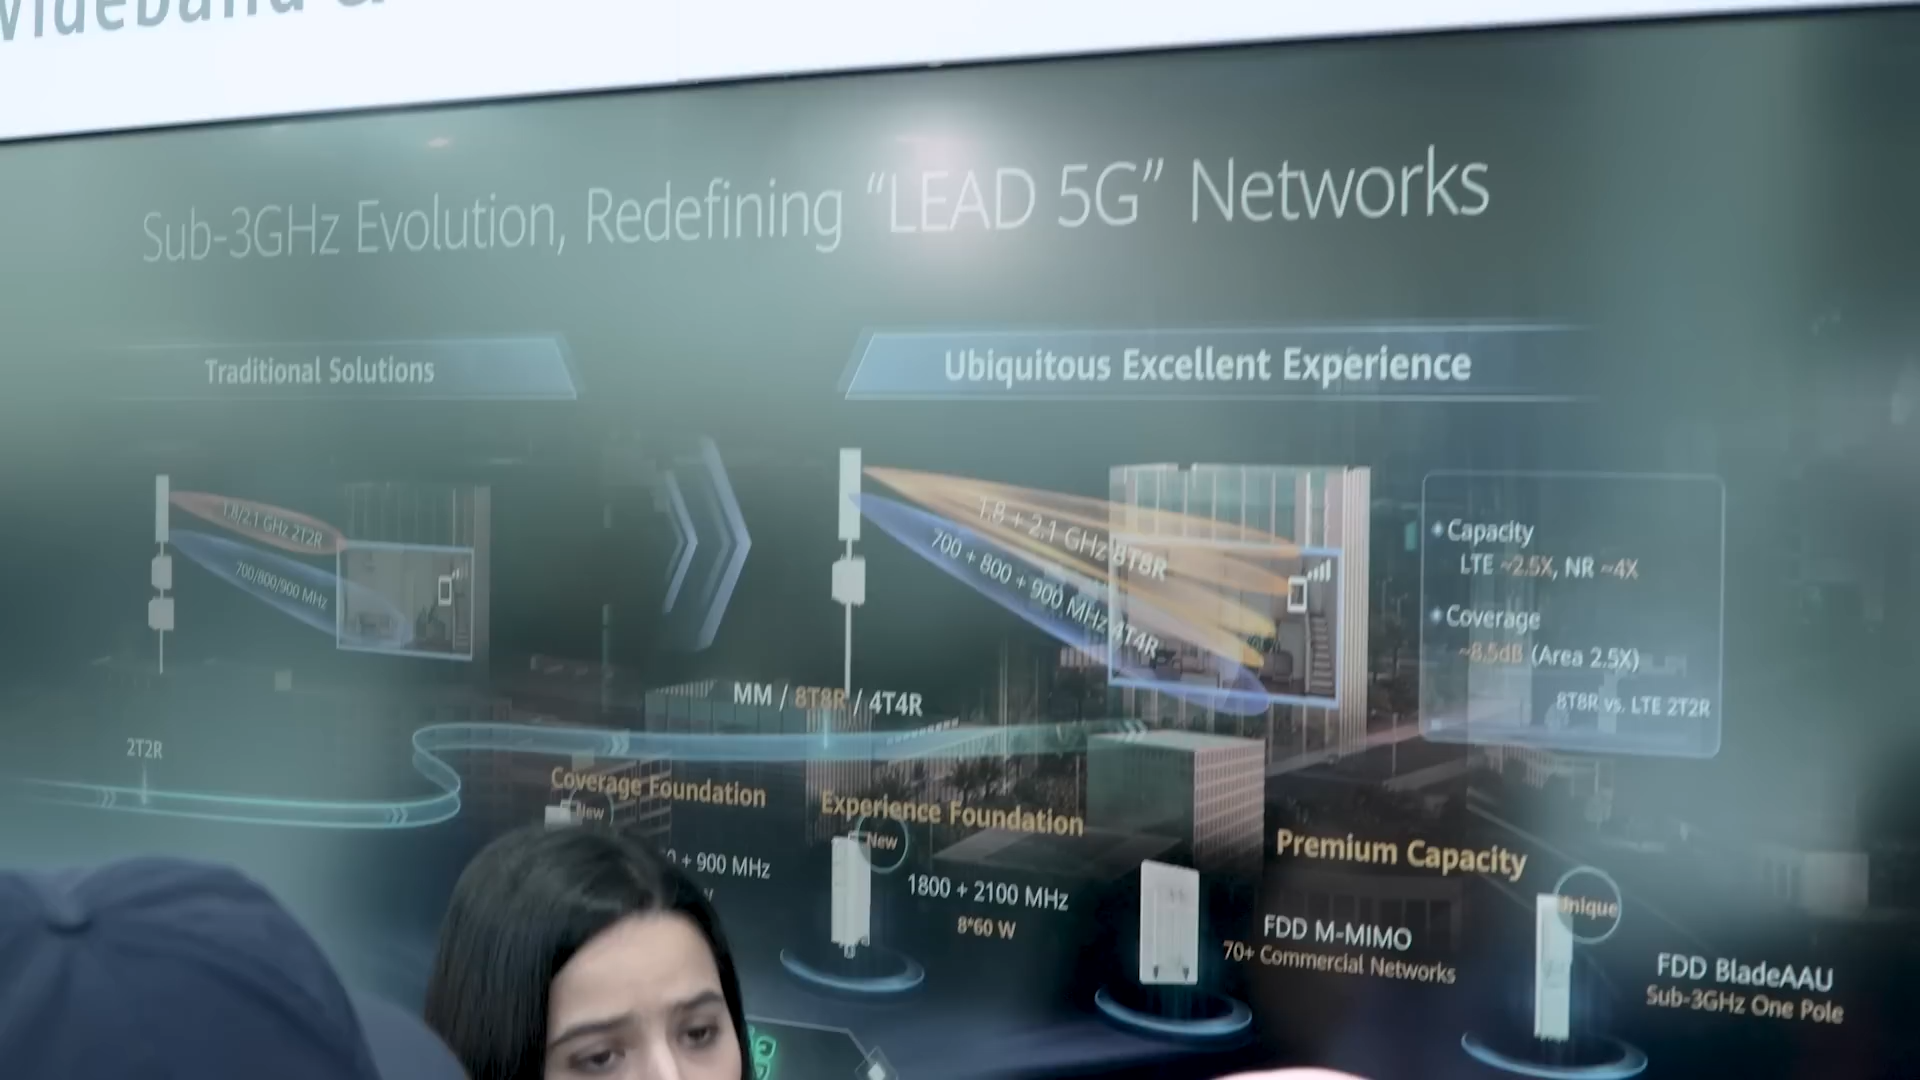 Sub-3GHz Evolution, Redefining “LEAD 5G” Networks
Traditional Solutions
Ubiquitous Excellent Experience
1.8/2.1 GHz 2T2R
700/800/900 MHz
1.8 + 2.1 GHz 8T8R
700 + 800 + 900 MHz 4T4R
• Capacity
LTE ~2.5X, NR ~4X
• Coverage
~8.5dB (Area 2.5X)
8T8R vs. LTE 2T2R
2T2R
MM / 8T8R / 4T4R
Coverage Foundation
New
+ 900 MHz
Experience Foundation
New
1800 + 2100 MHz
8*60 W
Premium Capacity
FDD M-MIMO
70+ Commercial Networks
Unique
FDD BladeAAU
Sub-3GHz One Pole